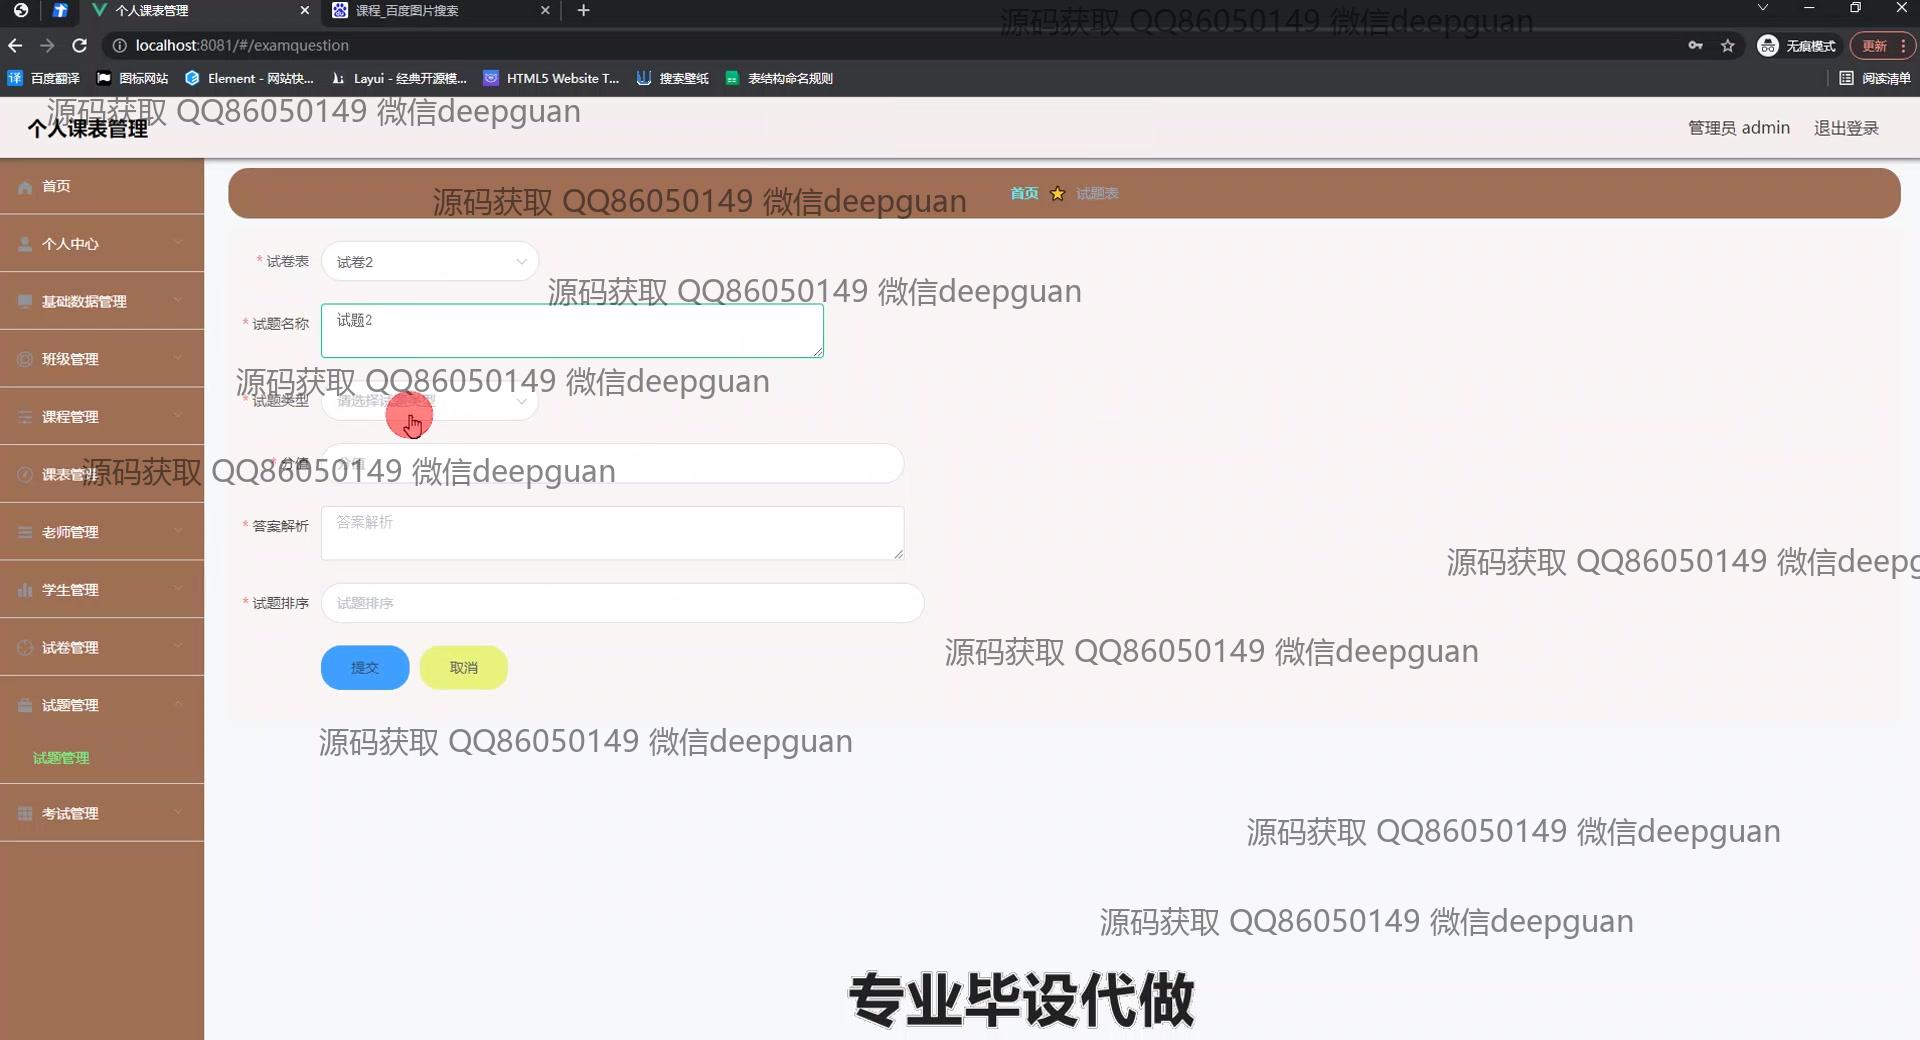 个人课表管理
课程_百度图片搜索
源码获取 QQ86050149 微信deepguan
localhost:8081/#/examquestion
无痕模式
更新
百度翻译
图标网站
Element - 网站快...
Layui - 经典开源模...
HTML5 Website T...
搜索壁纸
表结构命名规则
阅读清单
源码获取 QQ86050149 微信deepguan
个人课表管理
管理员 admin
退出登录
首页
个人中心
基础数据管理
班级管理
课程管理
课表管理
老师管理
学生管理
试卷管理
试题管理
试题管理
考试管理
源码获取 QQ86050149 微信deepguan
首页
试题表
* 试卷表
试卷2
源码获取 QQ86050149 微信deepguan
* 试题名称
试题2
源码获取 QQ86050149 微信deepguan
* 试题类型
请选择试题类型
源码获取 QQ86050149 微信deepguan
* 分值
分值
* 答案解析
答案解析
源码获取 QQ86050149 微信deepg
* 试题排序
试题排序
源码获取 QQ86050149 微信deepguan
提交
取消
源码获取 QQ86050149 微信deepguan
源码获取 QQ86050149 微信deepguan
源码获取 QQ86050149 微信deepguan
专业毕设代做